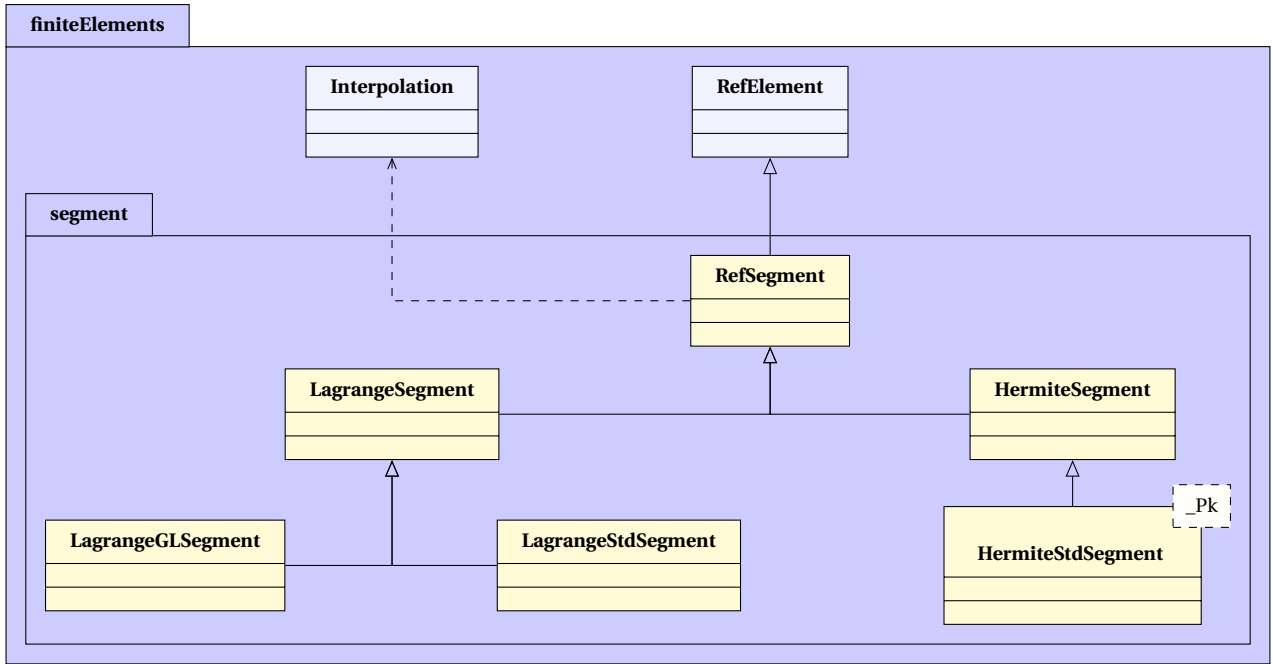 finiteElements
Interpolation
RefElement
segment
RefSegment
LagrangeSegment
HermiteSegment
_Pk
LagrangeGLSegment
LagrangeStdSegment
HermiteStdSegment